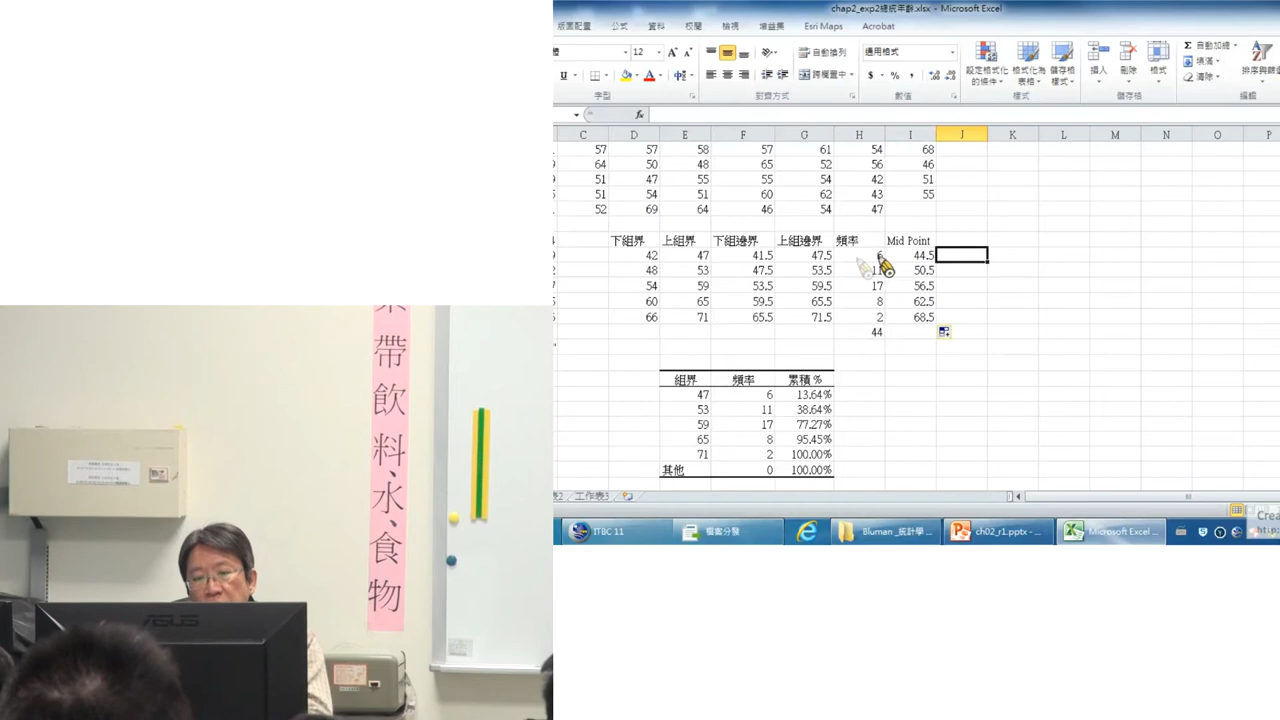 chap2_exp2總統年齡.xlsx - Microsoft Excel
版面配置 公式 資料 校閱 檢視 增益集 Esri Maps Acrobat
12 A A 自動換列 通用格式 Σ 自動加總
U A 跨欄置中 $ % , 設定格式化的條件 格式化為表格 儲存格樣式 插入 刪除 格式 填滿 清除
字型 對齊方式 數值 樣式 儲存格 編輯
fx
C D E F G H I J K L M N O P
57 57 58 57 61 54 68
64 50 48 65 52 56 46
51 47 55 55 54 42 51
51 54 51 60 62 43 55
52 69 64 46 54 47
下組界 上組界 下組邊界 上組邊界 頻率 Mid Point
42 47 41.5 47.5 6 44.5
48 53 47.5 53.5 11 50.5
54 59 53.5 59.5 17 56.5
60 65 59.5 65.5 8 62.5
66 71 65.5 71.5 2 68.5
44
組界 頻率 累積 %
47 6 13.64%
53 11 38.64%
59 17 77.27%
65 8 95.45%
71 2 100.00%
其他 0 100.00%
工作表3
ITBC 11 檔案分發 Bluman _統計學 ... ch02_r1.pptx - ... Microsoft Excel ...
帶飲料、水、食物
ASUS